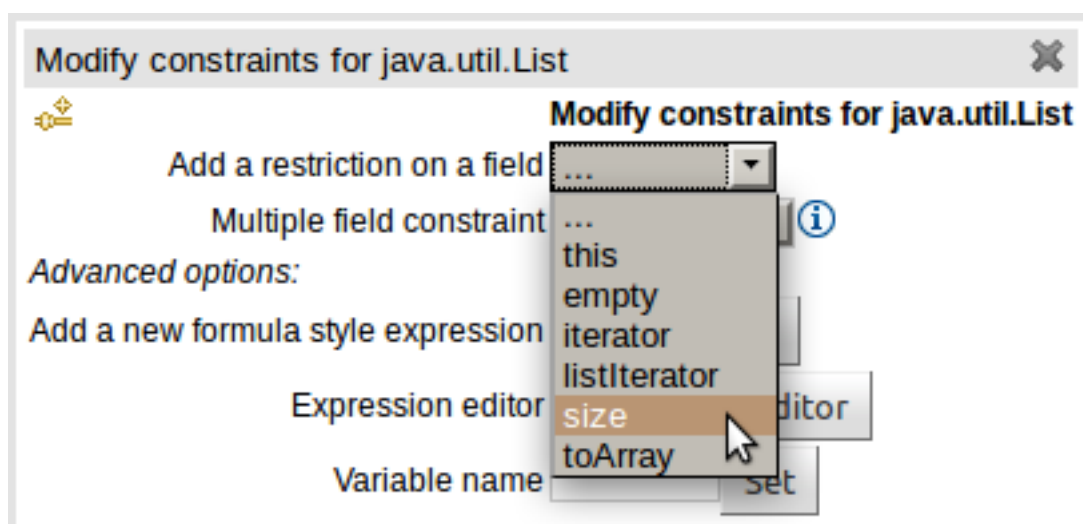 Modify constraints for java.util.List
Modify constraints for java.util.List
Add a restriction on a field ...
Multiple field constraint
...
this
empty
iterator
listIterator
size
toArray
Advanced options:
Add a new formula style expression
Expression editor
Variable name
Set